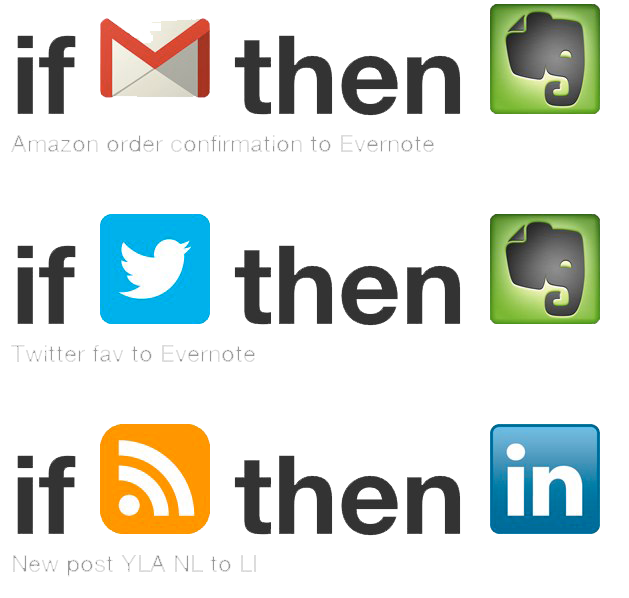 if then
Amazon order confirmation to Evernote
if then
Twitter fav to Evernote
if then in
New post YLA NL to LI